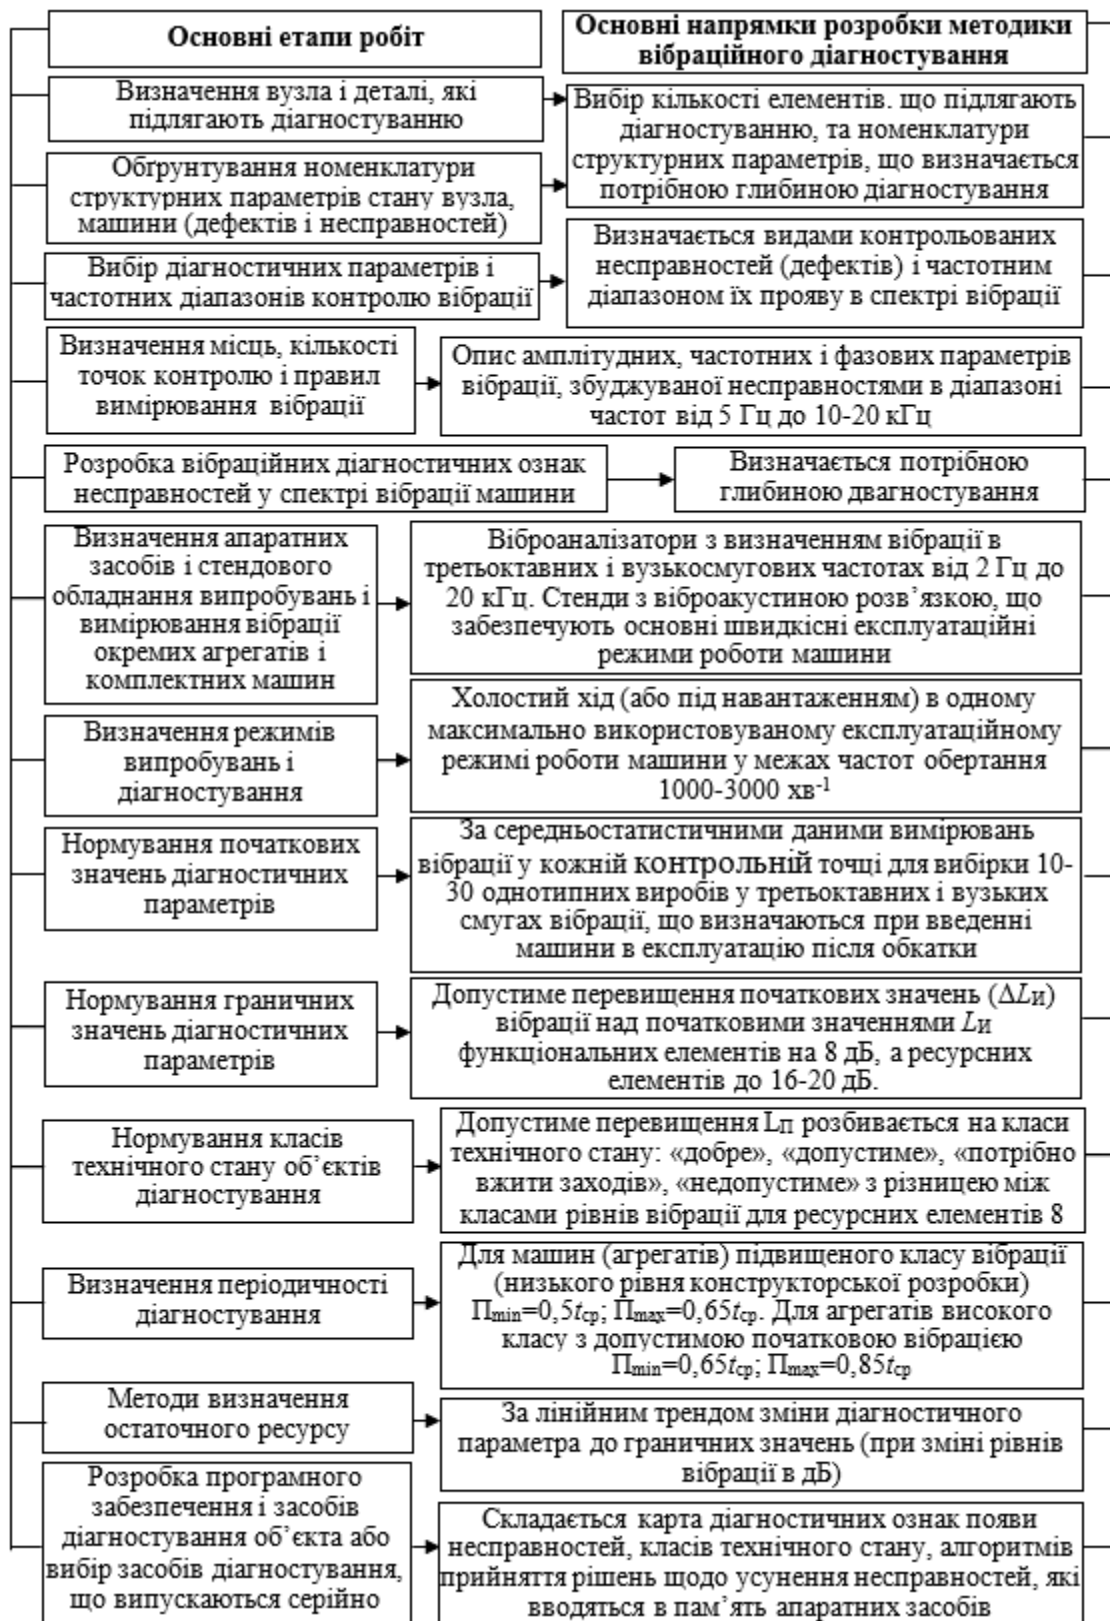 Основні етапи робіт
Основні напрямки розробки методики
вібраційного діагностування
Визначення вузла і деталі, які
підлягають діагностуванню
Вибір кількості елементів. що підлягають
діагностуванню, та номенклатури
структурних параметрів, що визначається
потрібною глибиною діагностування
Обґрунтування номенклатури
структурних параметрів стану вузла,
машини (дефектів і несправностей)
Вибір діагностичних параметрів і
частотних діапазонів контролю вібрації
Визначається видами контрольованих
несправностей (дефектів) і частотним
діапазоном їх прояву в спектрі вібрації
Визначення місць, кількості
точок контролю і правил
вимірювання вібрації
Опис амплітудних, частотних і фазових параметрів
вібрації, збуджуваної несправностями в діапазоні
частот від 5 Гц до 10-20 кГц
Розробка вібраційних діагностичних ознак
несправностей у спектрі вібрації машини
Визначається потрібною
глибиною двагностування
Визначення апаратних
засобів і стендового
обладнання випробувань і
вимірювання вібрації
окремих агрегатів і
комплектних машин
Віброаналізатори з визначенням вібрації в
третьоктавних і вузькосмугових частотах від 2 Гц до
20 кГц. Стенди з віброакустиною розв’язкою, що
забезпечують основні швидкісні експлуатаційні
режими роботи машини
Визначення режимів
випробувань і
діагностування
Холостий хід (або під навантаженням) в одному
максимально використовуваному експлуатаційному
режимі роботи машини у межах частот обертання
1000-3000 хв⁻¹
Нормування початкових
значень діагностичних
параметрів
За середньостатистичними даними вимірювань
вібрації у кожній контрольній точці для вибірки 10-
30 однотипних виробів у третьоктавних і вузьких
смугах вібрації, що визначаються при введенні
машини в експлуатацію після обкатки
Нормування граничних
значень діагностичних
параметрів
Допустиме перевищення початкових значень (ΔLи)
вібрації над початковими значеннями Lи
функціональних елементів на 8 дБ, а ресурсних
елементів до 16-20 дБ.
Нормування класів
технічного стану об’єктів
діагностування
Допустиме перевищення Lп розбивається на класи
технічного стану: «добре», «допустиме», «потрібно
вжити заходів», «недопустиме» з різницею між
класами рівнів вібрації для ресурсних елементів 8
Визначення періодичності
діагностування
Для машин (агрегатів) підвищеного класу вібрації
(низького рівня конструкторської розробки)
Пmin=0,5tср; Пmax=0,65tср. Для агрегатів високого
класу з допустимою початковою вібрацією
Пmin=0,65tср; Пmax=0,85tср
Методи визначення
остаточного ресурсу
За лінійним трендом зміни діагностичного
параметра до граничних значень (при зміні рівнів
вібрації в дБ)
Розробка програмного
забезпечення і засобів
діагностування об’єкта або
вибір засобів діагностування,
що випускаються серійно
Складається карта діагностичних ознак появи
несправностей, класів технічного стану, алгоритмів
прийняття рішень щодо усунення несправностей, які
вводяться в пам’ять апаратних засобів